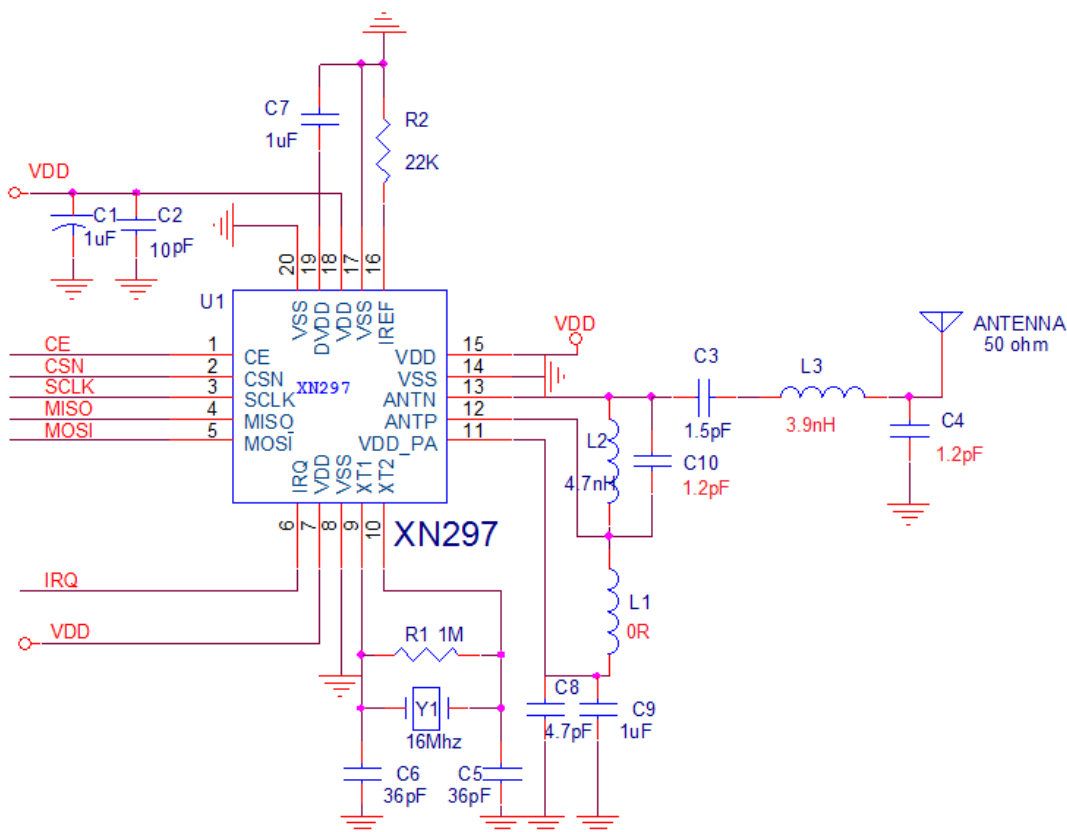 C7
1uF
R2
22K
VDD
C1
1uF
C2
10pF
20
19
18
17
16
U1
VSS
DVDD
VDD
VSS
IREF
CE
CSN
SCLK
MISO
MOSI
1
2
3
4
5
CE
CSN
SCLK
MISO
MOSI
XN297
VDD
VSS
ANTN
ANTP
VDD_PA
15
14
13
12
11
VDD
C3
1.5pF
L3
3.9nH
ANTENNA
50 ohm
C4
1.2pF
L2
4.7nH
C10
1.2pF
IRQ
VDD
VSS
XT1
XT2
6
7
8
9
10
XN297
IRQ
VDD
L1
0R
R1 1M
Y1
16Mhz
C8
4.7pF
C9
1uF
C6
36pF
C5
36pF